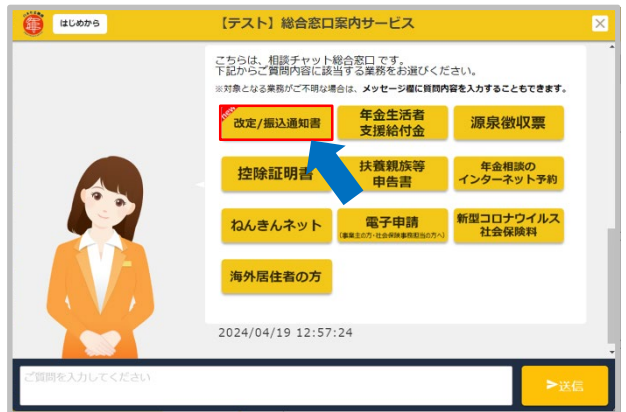 はじめから
【テスト】総合窓口案内サービス
こちらは、相談チャット総合窓口です。
下記からご質問内容に該当する業務をお選びください。
※対象となる業務がご不明な場合は、メッセージ欄に質問内容を入力することもできます。
new
改定/振込通知書
年金生活者
支援給付金
源泉徴収票
控除証明書
扶養親族等
申告書
年金相談の
インターネット予約
ねんきんネット
電子申請
(事業主の方・社会保険事務担当の方へ)
新型コロナウイルス
社会保険料
海外居住者の方
2024/04/19 12:57:24
ご質問を入力してください
送信